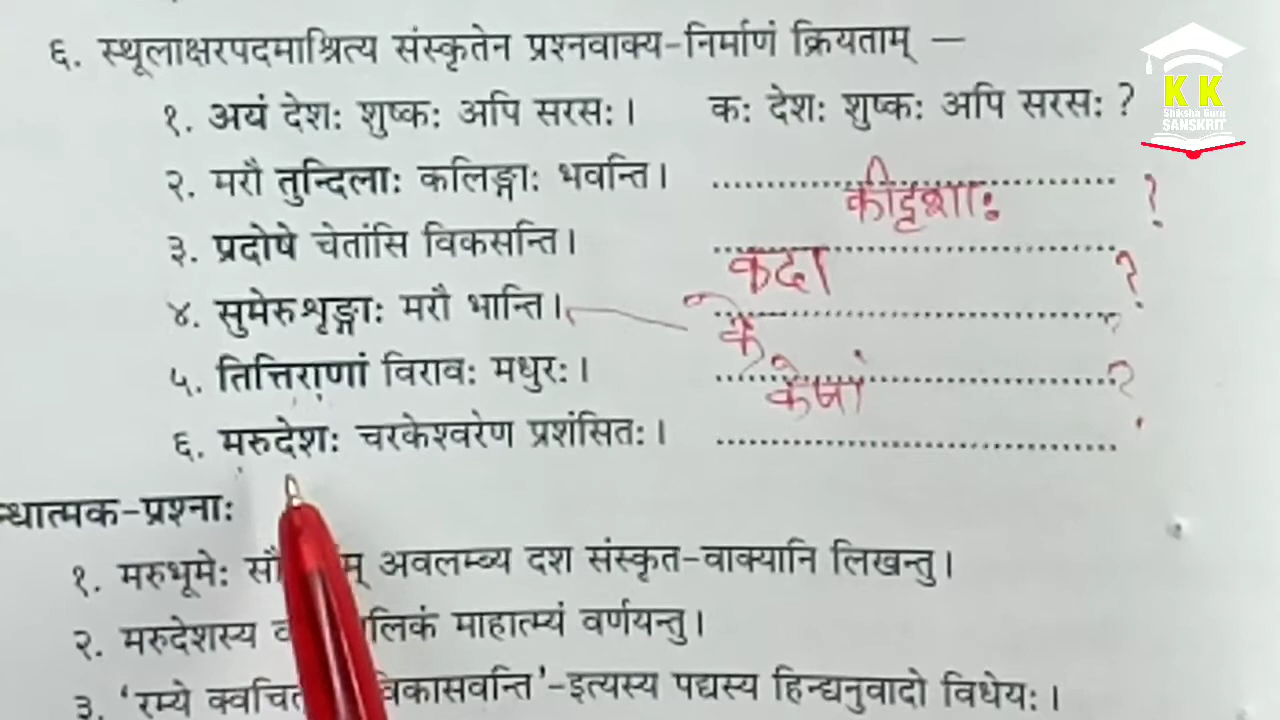 ६. स्थूलाक्षरपदमाश्रित्य संस्कृतेन प्रश्नवाक्य-निर्माणं क्रियताम् —
१. अयं देशः शुष्कः अपि सरसः। कः देशः शुष्कः अपि सरसः ?
२. मरौ तुन्दिलाः कलिङ्गाः भवन्ति। कीदृशाः ?
३. प्रदोषे चेतांसि विकसन्ति। कदा ?
४. सुमेरुशृङ्गाः मरौ भान्ति। के ?
५. तित्तिराणां विरावः मधुरः। केषां ?
६. मरुदेशः चरकेश्वरेण प्रशंसितः।
न्धात्मक-प्रश्नाः
१. मरुभूमेः अवलम्ब्य दश संस्कृत-वाक्यानि लिखन्तु।
२. मरुदेशस्य माहात्म्यं वर्णयन्तु।
३. 'रम्ये विकासवन्ति'-इत्यस्य पद्यस्य हिन्द्यनुवादो विधेयः।
K K
Shiksha Guru
SANSKRIT